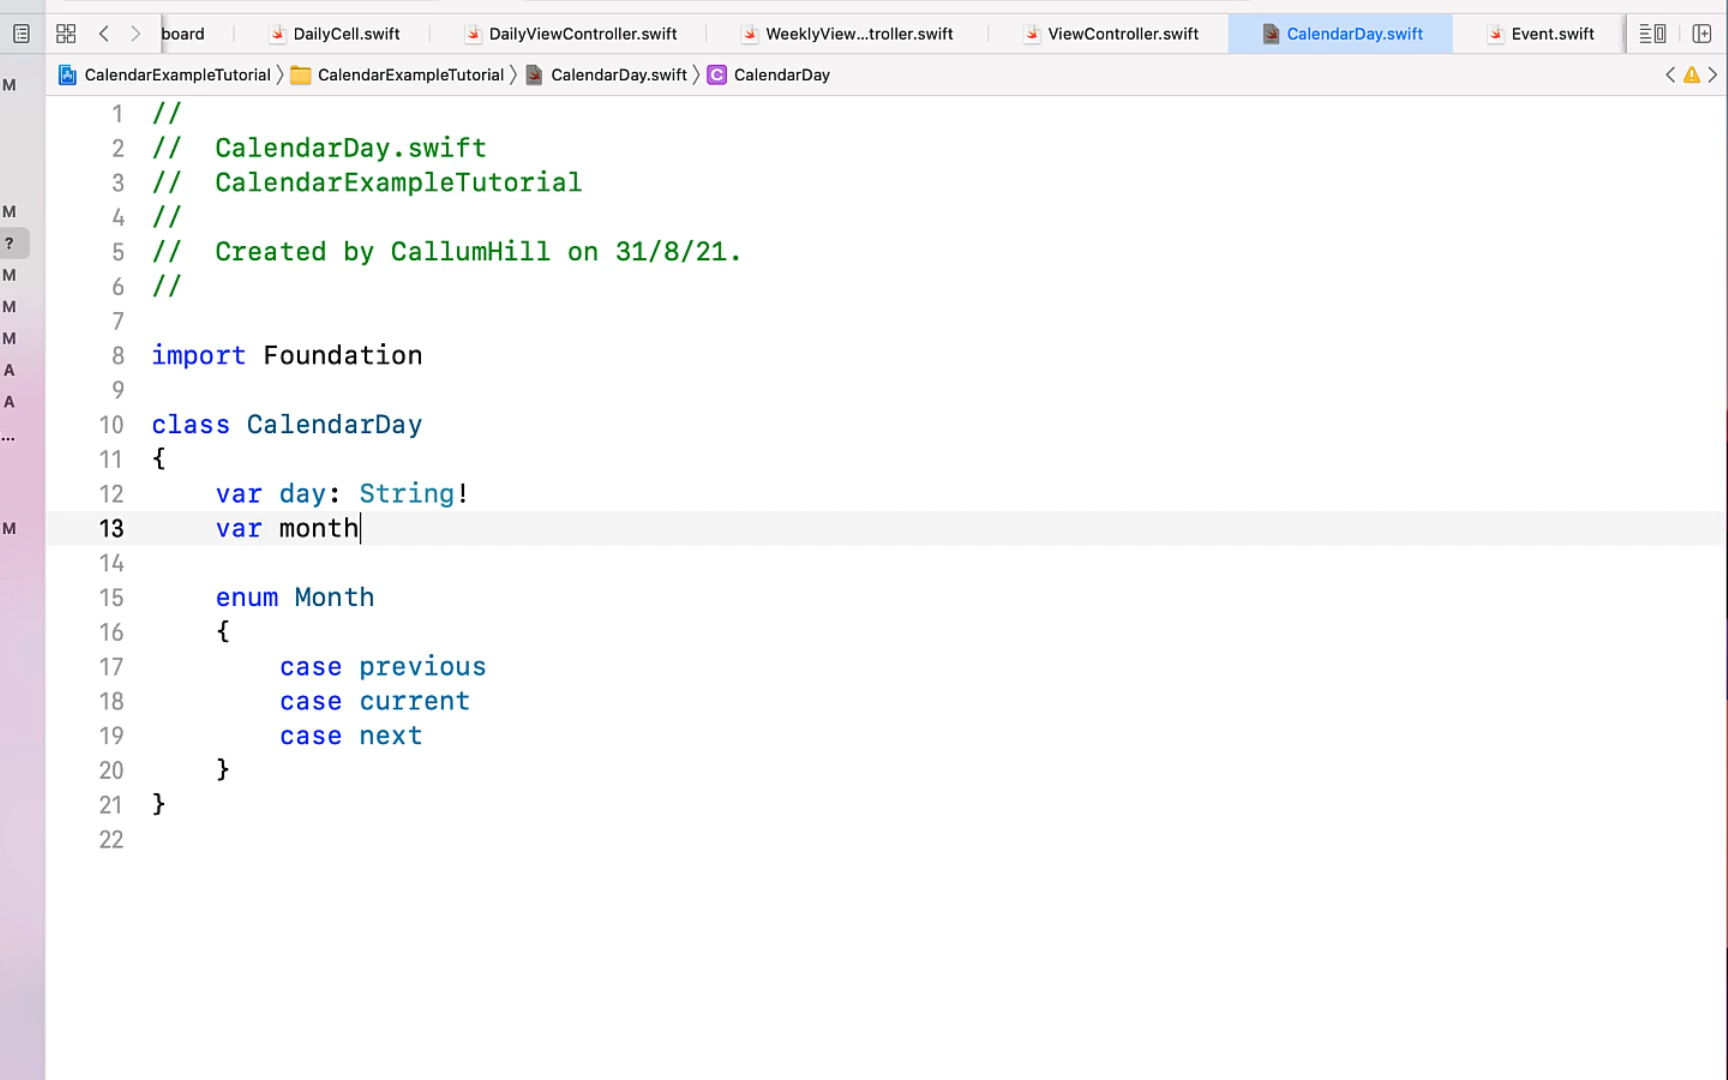 board DailyCell.swift DailyViewController.swift WeeklyView...troller.swift ViewController.swift CalendarDay.swift Event.swift
CalendarExampleTutorial CalendarExampleTutorial CalendarDay.swift C CalendarDay
M
M
?
M
M
M
A
A
...
M
1 //
2 //  CalendarDay.swift
3 //  CalendarExampleTutorial
4 //
5 //  Created by CallumHill on 31/8/21.
6 //
7
8 import Foundation
9
10 class CalendarDay
11 {
12     var day: String!
13     var month
14
15     enum Month
16     {
17         case previous
18         case current
19         case next
20     }
21 }
22